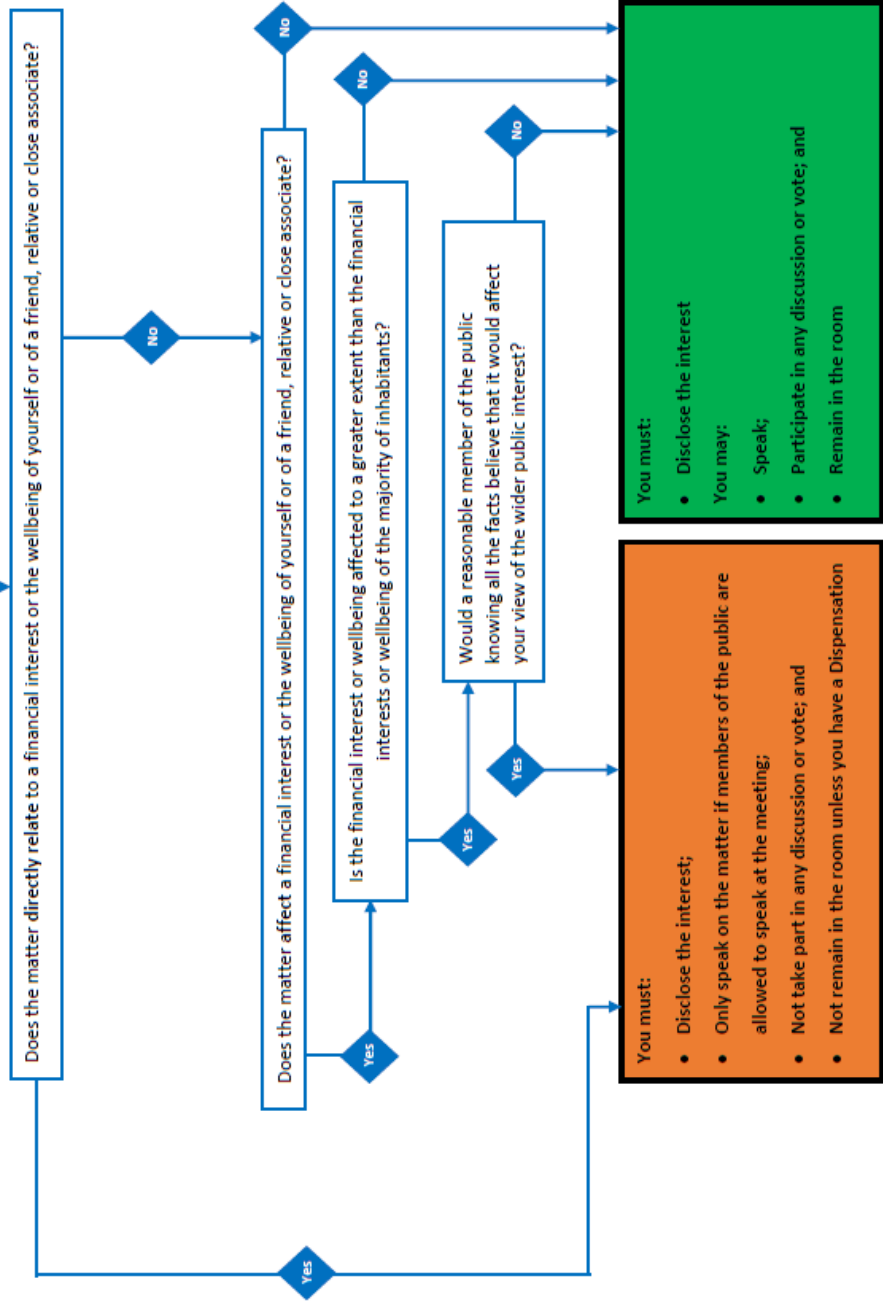 Does the matter directly relate to a financial interest or the wellbeing of yourself or of a friend, relative or close associate?
No
Yes
Does the matter affect a financial interest or the wellbeing of yourself or of a friend, relative or close associate?
No
Yes
Is the financial interest or wellbeing affected to a greater extent than the financial
interests or wellbeing of the majority of inhabitants?
No
Yes
Would a reasonable member of the public
knowing all the facts believe that it would affect
your view of the wider public interest?
No
Yes
You must:
• Disclose the interest;
• Only speak on the matter if members of the public are
allowed to speak at the meeting;
• Not take part in any discussion or vote; and
• Not remain in the room unless you have a Dispensation
You must:
• Disclose the interest
You may:
• Speak;
• Participate in any discussion or vote; and
• Remain in the room